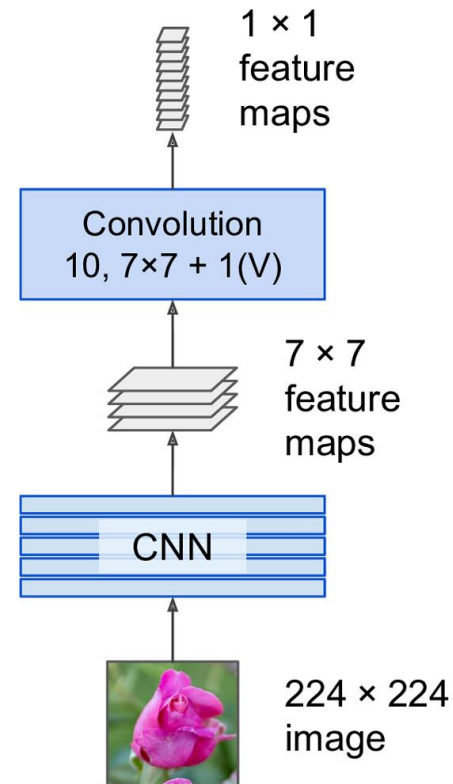 1 × 1
feature
maps
Convolution
10, 7×7 + 1(V)
7 × 7
feature
maps
CNN
224 × 224
image